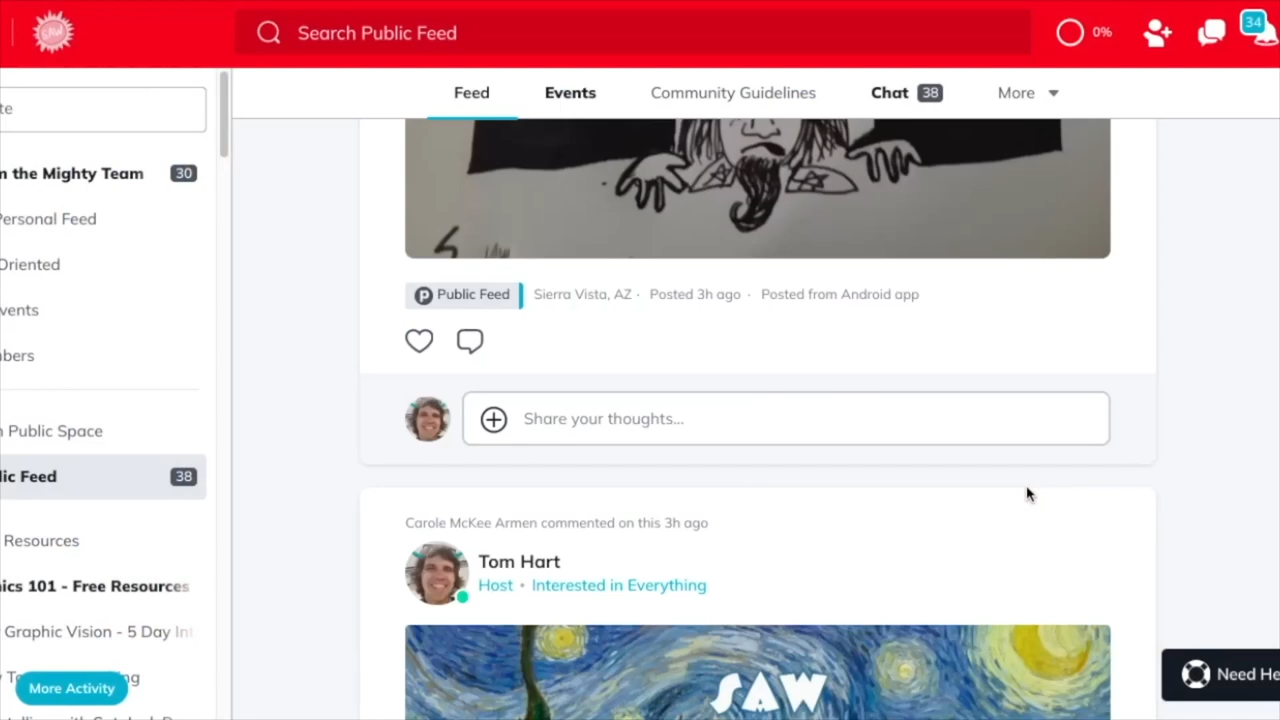 Search Public Feed
0%
34
Feed
Events
Community Guidelines
Chat 38
More
te
n the Mighty Team 30
Personal Feed
Oriented
vents
nbers
n Public Space
lic Feed 38
Resources
nics 101 - Free Resources
Graphic Vision - 5 Day Int
More Activity
Public Feed Sierra Vista, AZ · Posted 3h ago · Posted from Android app
Share your thoughts...
Carole McKee Armen commented on this 3h ago
Tom Hart
Host • Interested in Everything
SAW
Need He